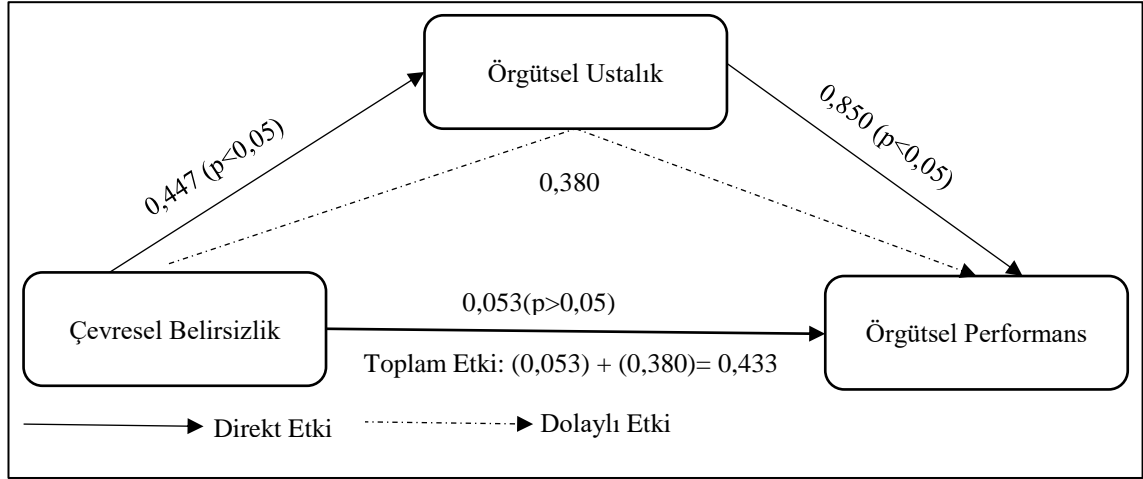 Örgütsel Ustalık
0,447 (p<0,05)
0,850 (p<0,05)
0,380
Çevresel Belirsizlik
0,053(p>0,05)
Örgütsel Performans
Toplam Etki: (0,053) + (0,380)= 0,433
Direkt Etki
Dolaylı Etki